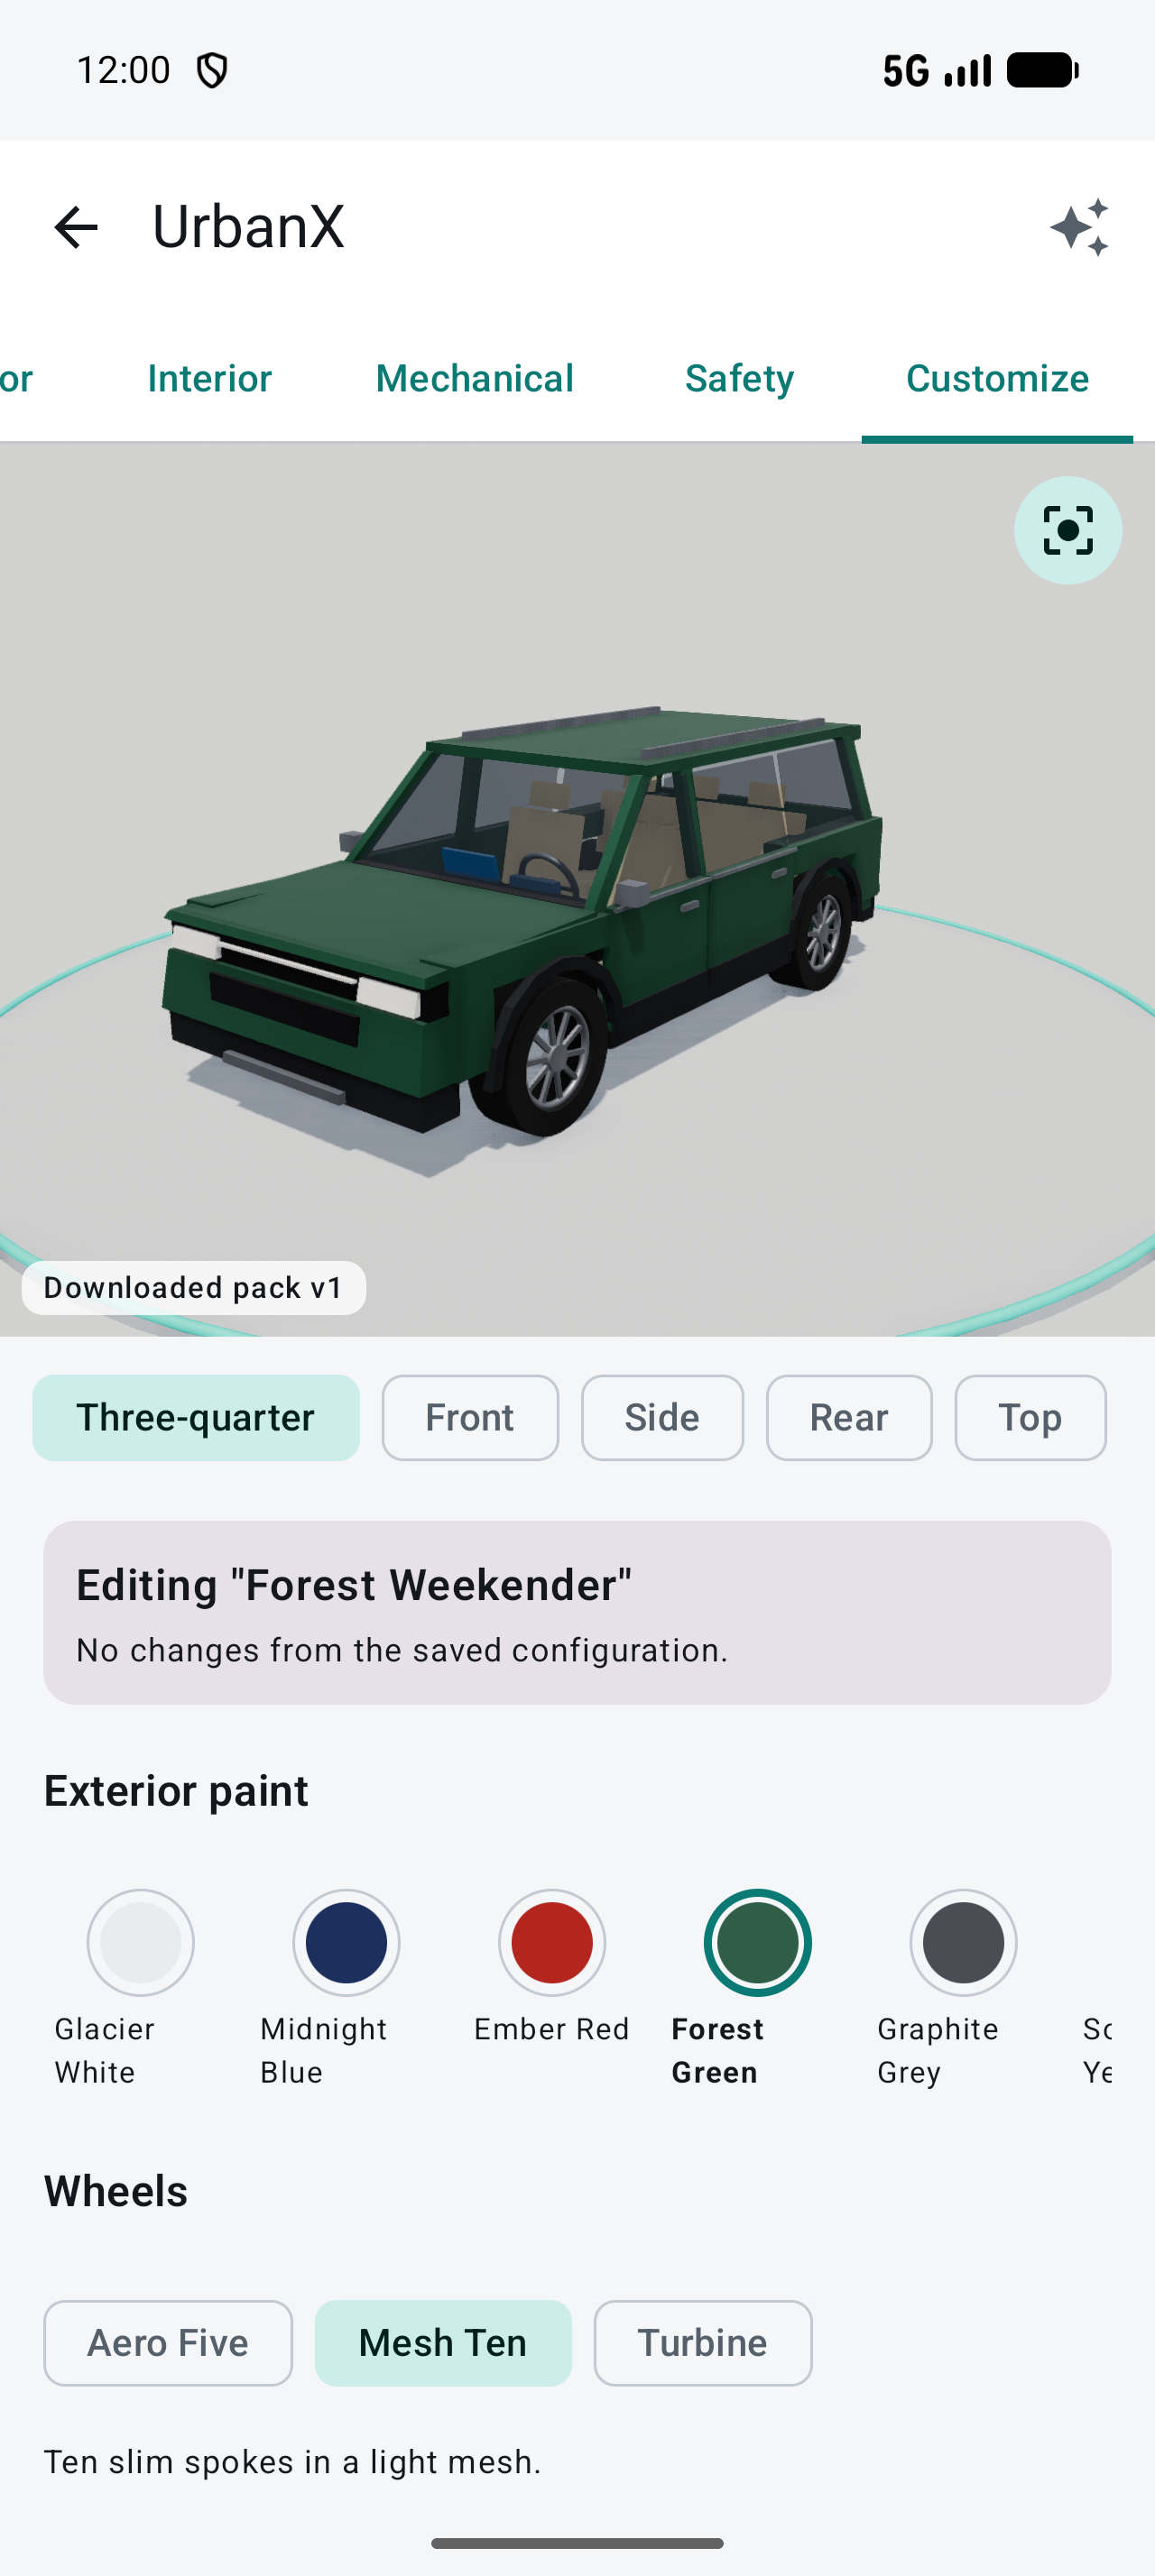 12:00
5G
UrbanX
or Interior Mechanical Safety Customize
Downloaded pack v1
Three-quarter Front Side Rear Top
Editing "Forest Weekender"
No changes from the saved configuration.
Exterior paint
Glacier White
Midnight Blue
Ember Red
Forest Green
Graphite Grey
Wheels
Aero Five Mesh Ten Turbine
Ten slim spokes in a light mesh.